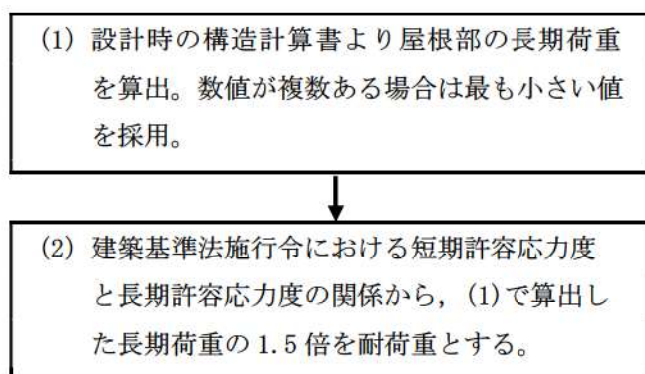 (1) 設計時の構造計算書より屋根部の長期荷重
を算出。数値が複数ある場合は最も小さい値
を採用。
(2) 建築基準法施行令における短期許容応力度
と長期許容応力度の関係から，(1)で算出し
た長期荷重の 1.5 倍を耐荷重とする。